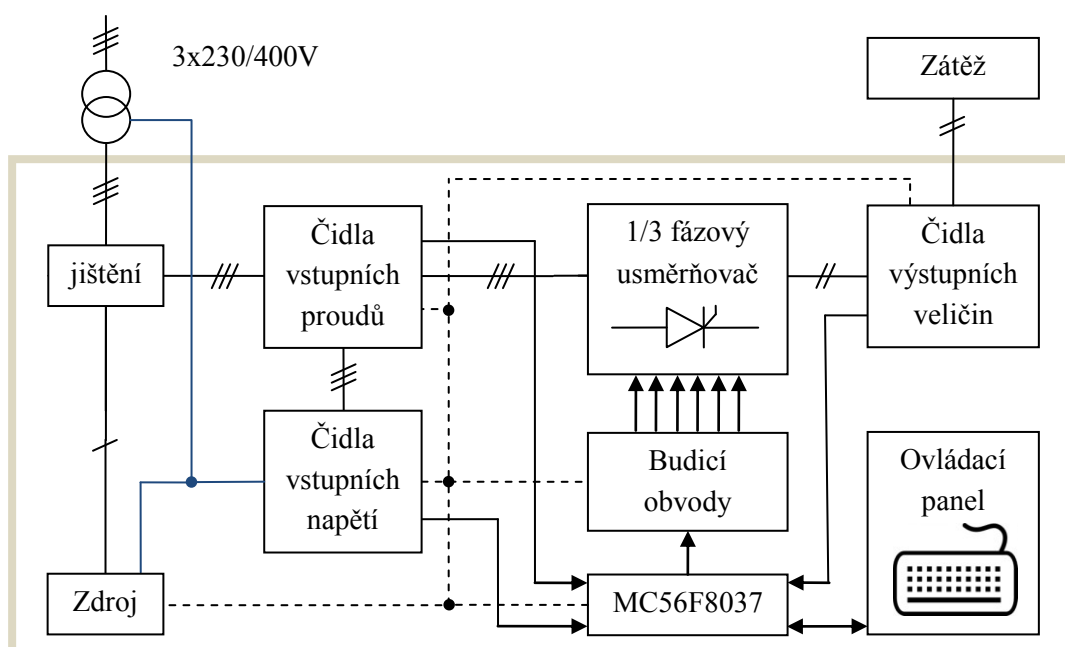 3x230/400V
Zátěž
jištění
Čidla
vstupních
proudů
1/3 fázový
usměrňovač
Čidla
výstupních
veličin
Čidla
vstupních
napětí
Budicí
obvody
Ovládací
panel
Zdroj
MC56F8037